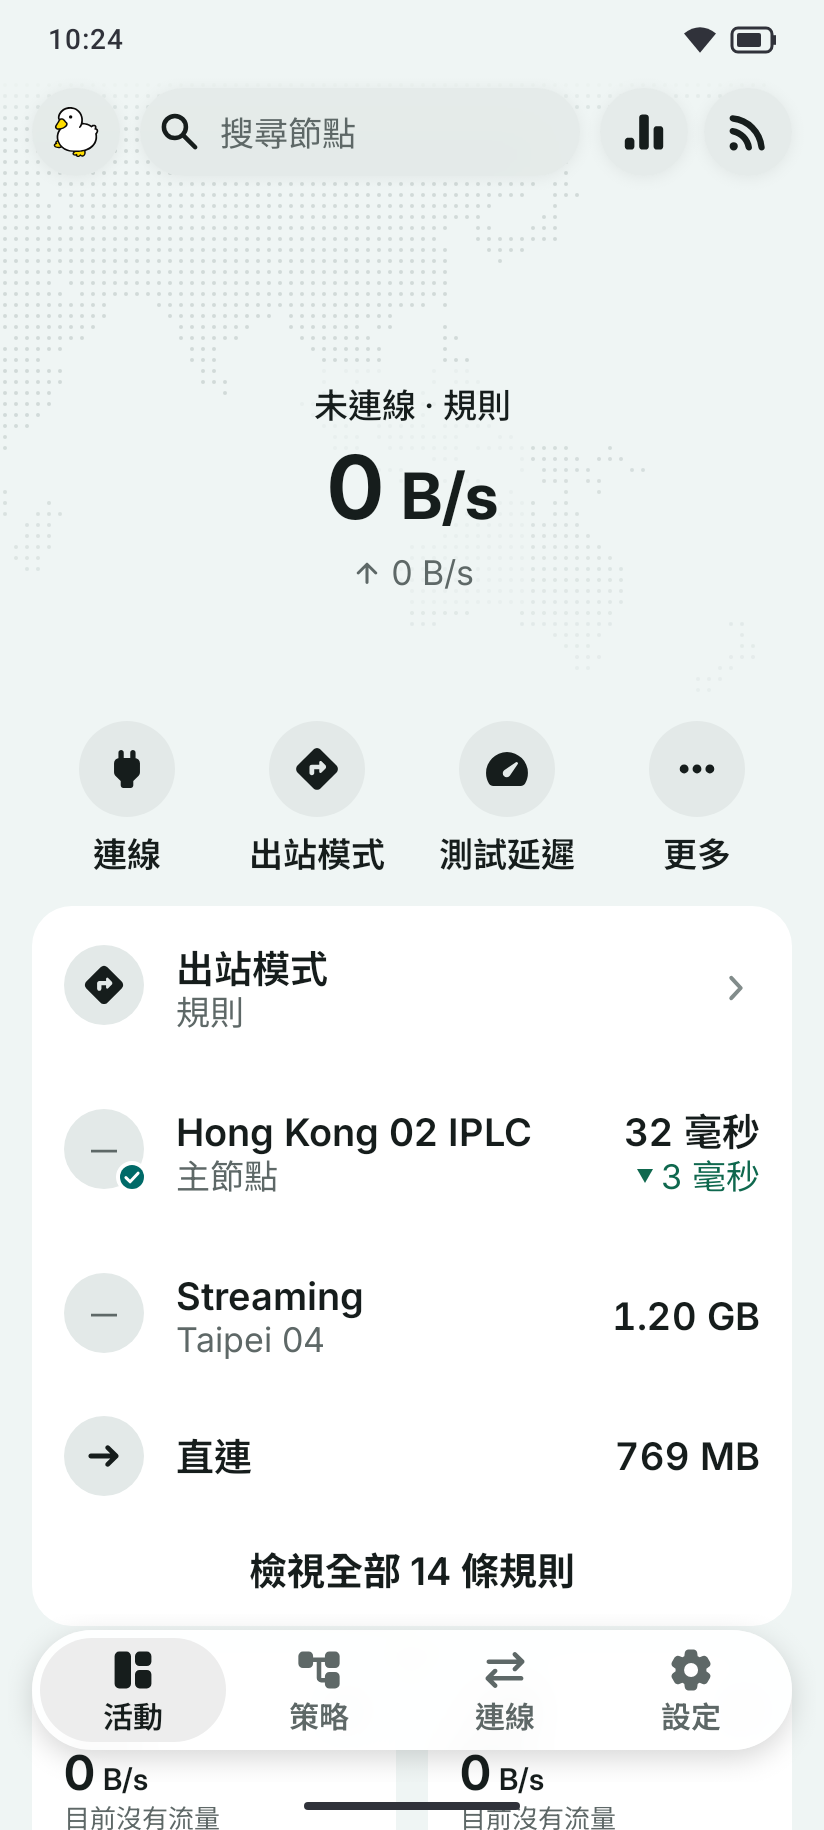 10:24
搜尋節點
未連線 · 規則
0 B/s
↑ 0 B/s
連線
出站模式
測試延遲
更多
出站模式
規則
Hong Kong 02 IPLC
32 毫秒
主節點
▼3 毫秒
Streaming
1.20 GB
Taipei 04
直連
769 MB
檢視全部 14 條規則
活動
策略
連線
設定
0 B/s
0 B/s
目前沒有流量
目前沒有流量